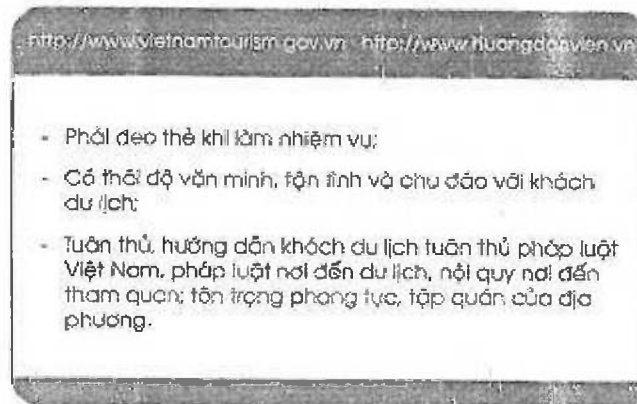 http://www.vietnamtourism.gov.vn - http://www.huongdanvien.vn
- Phải đeo thẻ khi làm nhiệm vụ;
- Có thái độ văn minh, tận tình và chu đáo với khách
du lịch;
- Tuân thủ, hướng dẫn khách du lịch tuân thủ pháp luật
Việt Nam, pháp luật nơi đến du lịch, nội quy nơi đến
tham quan; tôn trọng phong tục, tập quán của địa
phương.